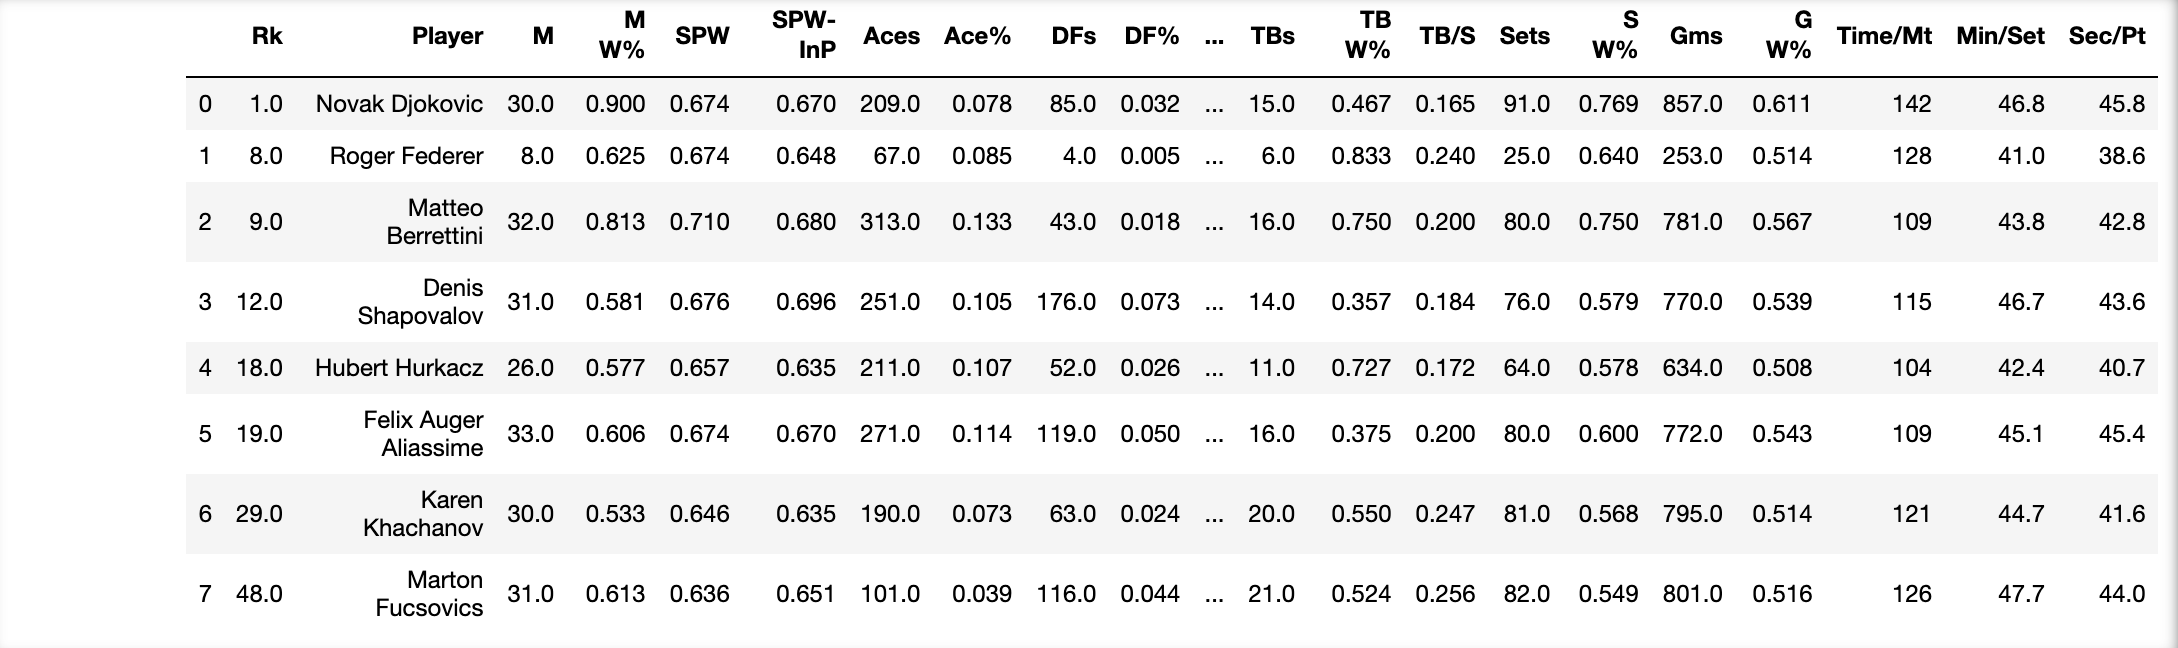 Rk Player M M W% SPW SPW-InP Aces Ace% DFs DF% ... TBs TB W% TB/S Sets S W% Gms G W% Time/Mt Min/Set Sec/Pt
0 1.0 Novak Djokovic 30.0 0.900 0.674 0.670 209.0 0.078 85.0 0.032 ... 15.0 0.467 0.165 91.0 0.769 857.0 0.611 142 46.8 45.8
1 8.0 Roger Federer 8.0 0.625 0.674 0.648 67.0 0.085 4.0 0.005 ... 6.0 0.833 0.240 25.0 0.640 253.0 0.514 128 41.0 38.6
2 9.0 Matteo Berrettini 32.0 0.813 0.710 0.680 313.0 0.133 43.0 0.018 ... 16.0 0.750 0.200 80.0 0.750 781.0 0.567 109 43.8 42.8
3 12.0 Denis Shapovalov 31.0 0.581 0.676 0.696 251.0 0.105 176.0 0.073 ... 14.0 0.357 0.184 76.0 0.579 770.0 0.539 115 46.7 43.6
4 18.0 Hubert Hurkacz 26.0 0.577 0.657 0.635 211.0 0.107 52.0 0.026 ... 11.0 0.727 0.172 64.0 0.578 634.0 0.508 104 42.4 40.7
5 19.0 Felix Auger Aliassime 33.0 0.606 0.674 0.670 271.0 0.114 119.0 0.050 ... 16.0 0.375 0.200 80.0 0.600 772.0 0.543 109 45.1 45.4
6 29.0 Karen Khachanov 30.0 0.533 0.646 0.635 190.0 0.073 63.0 0.024 ... 20.0 0.550 0.247 81.0 0.568 795.0 0.514 121 44.7 41.6
7 48.0 Marton Fucsovics 31.0 0.613 0.636 0.651 101.0 0.039 116.0 0.044 ... 21.0 0.524 0.256 82.0 0.549 801.0 0.516 126 47.7 44.0